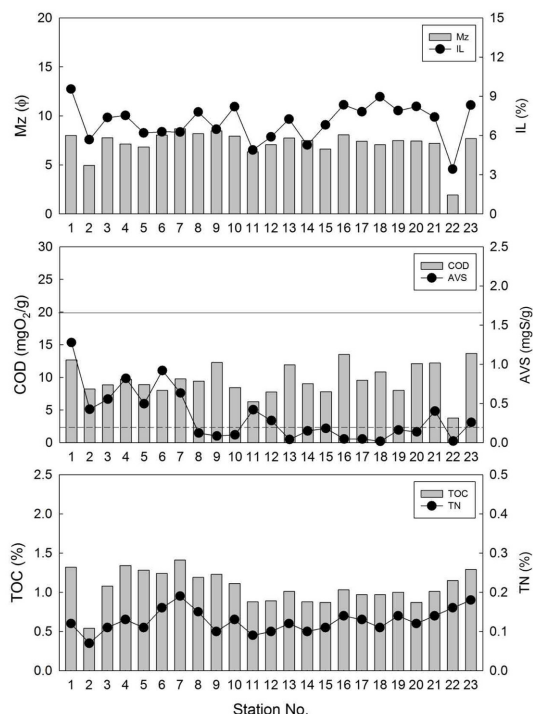 20
15
10
5
0
Mz (ϕ)
Mz
IL
15
12
9
6
3
0
IL (%)
1 2 3 4 5 6 7 8 9 10 11 12 13 14 15 16 17 18 19 20 21 22 23
30
25
20
15
10
5
0
COD (mgO₂/g)
COD
AVS
2.5
2.0
1.5
1.0
0.5
0.0
AVS (mgS/g)
1 2 3 4 5 6 7 8 9 10 11 12 13 14 15 16 17 18 19 20 21 22 23
2.5
2.0
1.5
1.0
0.5
0.0
TOC (%)
TOC
TN
0.5
0.4
0.3
0.2
0.1
0.0
TN (%)
1 2 3 4 5 6 7 8 9 10 11 12 13 14 15 16 17 18 19 20 21 22 23
Station No.